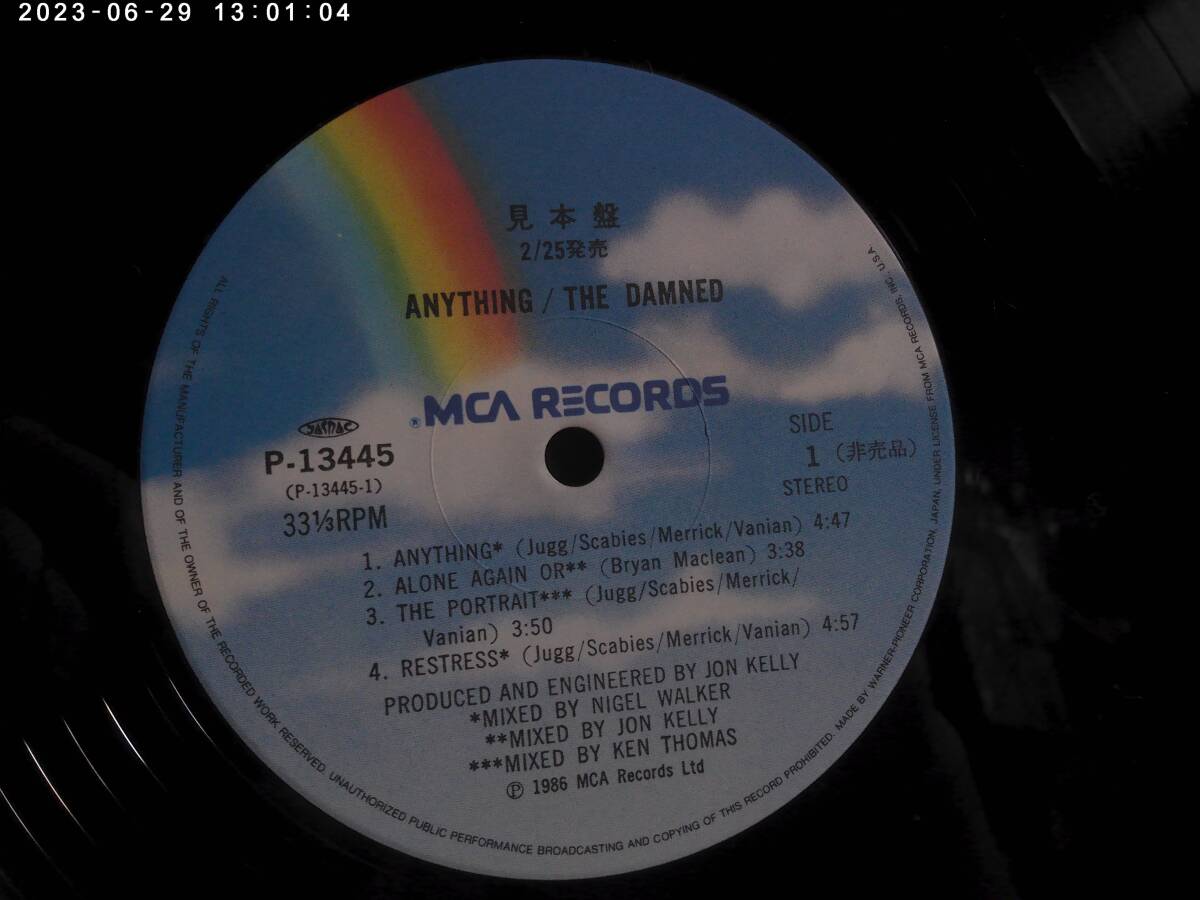 2023-06-29 13:01:04
見本盤
2/25発売
ANYTHING / THE DAMNED
® MCA RECORDS
JASRAC
P-13445
(P-13445-1)
33⅓RPM
SIDE
1 (非売品)
STEREO
1. ANYTHING* (Jugg/Scabies/Merrick/Vanian) 4:47
2. ALONE AGAIN OR** (Bryan Maclean) 3:38
3. THE PORTRAIT*** (Jugg/Scabies/Merrick/
Vanian) 3:50
4. RESTRESS* (Jugg/Scabies/Merrick/Vanian) 4:57
PRODUCED AND ENGINEERED BY JON KELLY
*MIXED BY NIGEL WALKER
**MIXED BY JON KELLY
***MIXED BY KEN THOMAS
℗ 1986 MCA Records Ltd
ALL RIGHTS OF THE MANUFACTURER AND OF THE OWNER OF THE RECORDED WORK RESERVED. UNAUTHORIZED PUBLIC PERFORMANCE BROADCASTING AND COPYING OF THIS RECORD PROHIBITED. MADE BY WARNER-PIONEER CORPORATION, JAPAN, UNDER LICENSE FROM MCA RECORDS, INC., U.S.A.